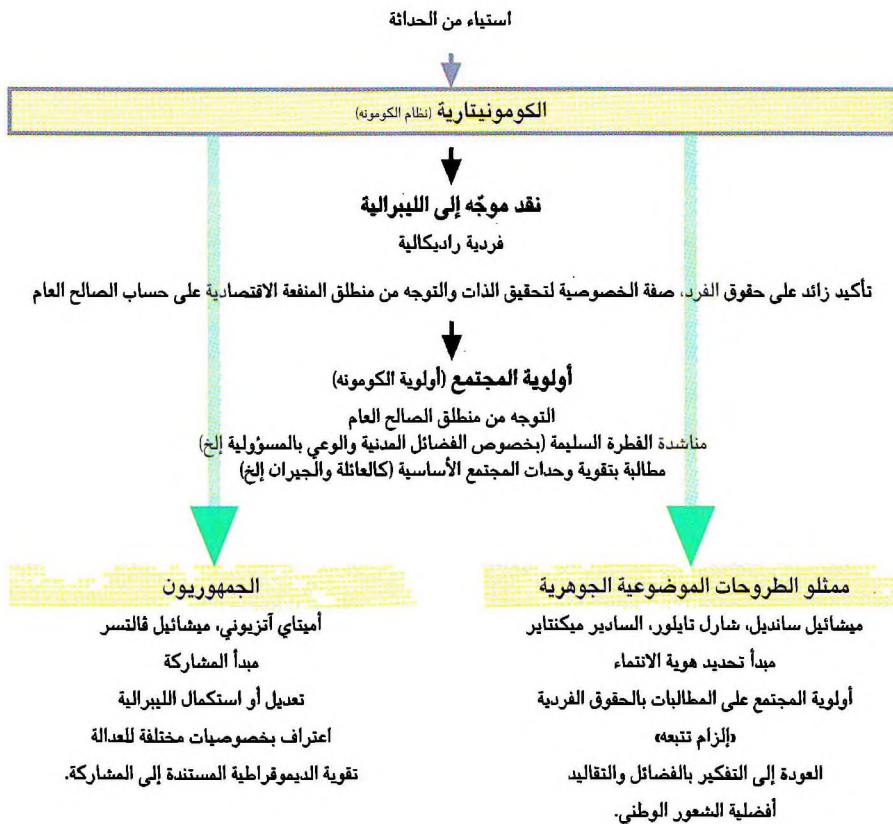 استياء من الحداثة
الكومونيتارية (نظام الكومونه)
نقد موجّه إلى الليبرالية
فردية راديكالية
تأكيد زائد على حقوق الفرد، صفة الخصوصية لتحقيق الذات والتوجه من منطلق المنفعة الاقتصادية على حساب الصالح العام
أولوية المجتمع (أولوية الكومونه)
التوجه من منطلق الصالح العام
مناشدة الفطرة السليمة (بخصوص الفضائل المدنية والوعي بالمسؤولية إلخ)
مطالبة بتقوية وحدات المجتمع الأساسية (كالعائلة والجيران إلخ)
ممثلو الطروحات الموضوعية الجوهرية
ميشائيل سانديل، شارل تايلور، السادير ميكنتاير
مبدأ تحديد هوية الانتماء
أولوية المجتمع على المطالبات بالحقوق الفردية
«إلزام تتبعه»
العودة إلى التفكير بالفضائل والتقاليد
أفضلية الشعور الوطني.
الجمهوريون
أميتاي آتزيوني، ميشائيل ڤالتسر
مبدأ المشاركة
تعديل أو استكمال الليبرالية
اعتراف بخصوصيات مختلفة للعدالة
تقوية الديموقراطية المستندة إلى المشاركة.